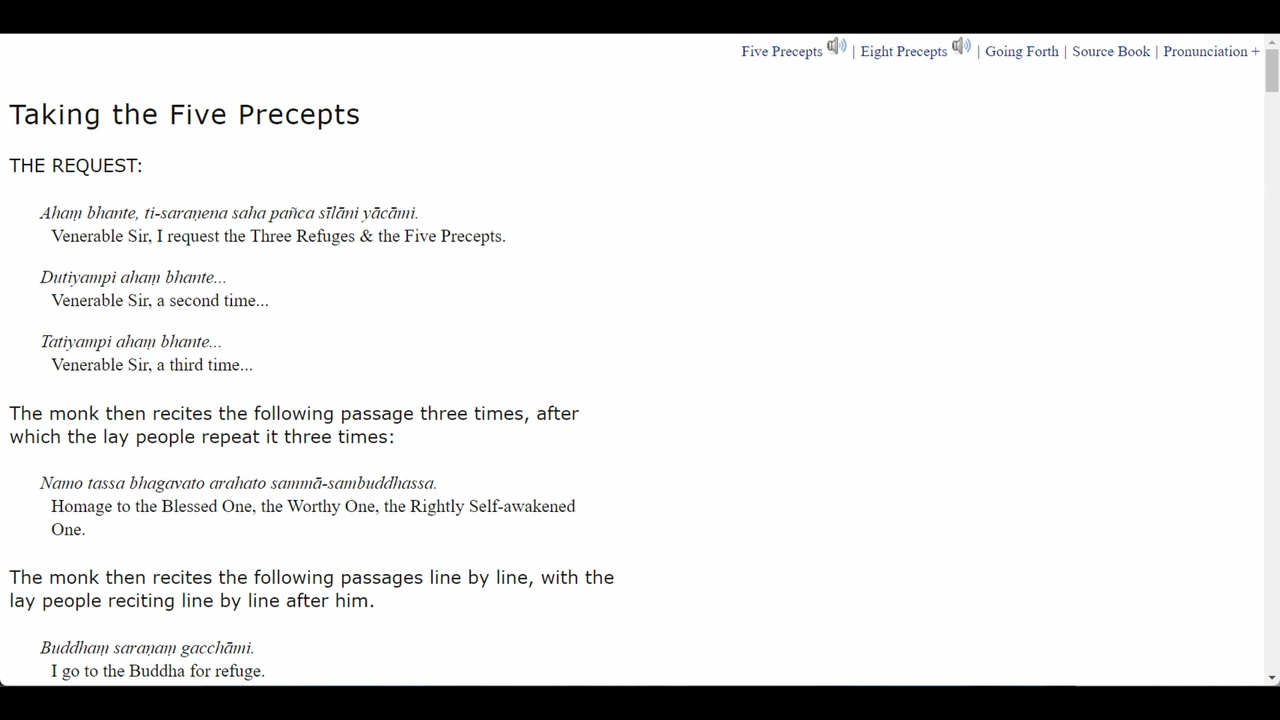 Five Precepts | Eight Precepts | Going Forth | Source Book | Pronunciation +
Taking the Five Precepts
THE REQUEST:
Ahaṃ bhante, ti-saraṇena saha pañca sīlāni yācāmi.
Venerable Sir, I request the Three Refuges & the Five Precepts.
Dutiyampi ahaṃ bhante...
Venerable Sir, a second time...
Tatiyampi ahaṃ bhante...
Venerable Sir, a third time...
The monk then recites the following passage three times, after
which the lay people repeat it three times:
Namo tassa bhagavato arahato sammā-sambuddhassa.
Homage to the Blessed One, the Worthy One, the Rightly Self-awakened
One.
The monk then recites the following passages line by line, with the
lay people reciting line by line after him.
Buddhaṃ saraṇaṃ gacchāmi.
I go to the Buddha for refuge.